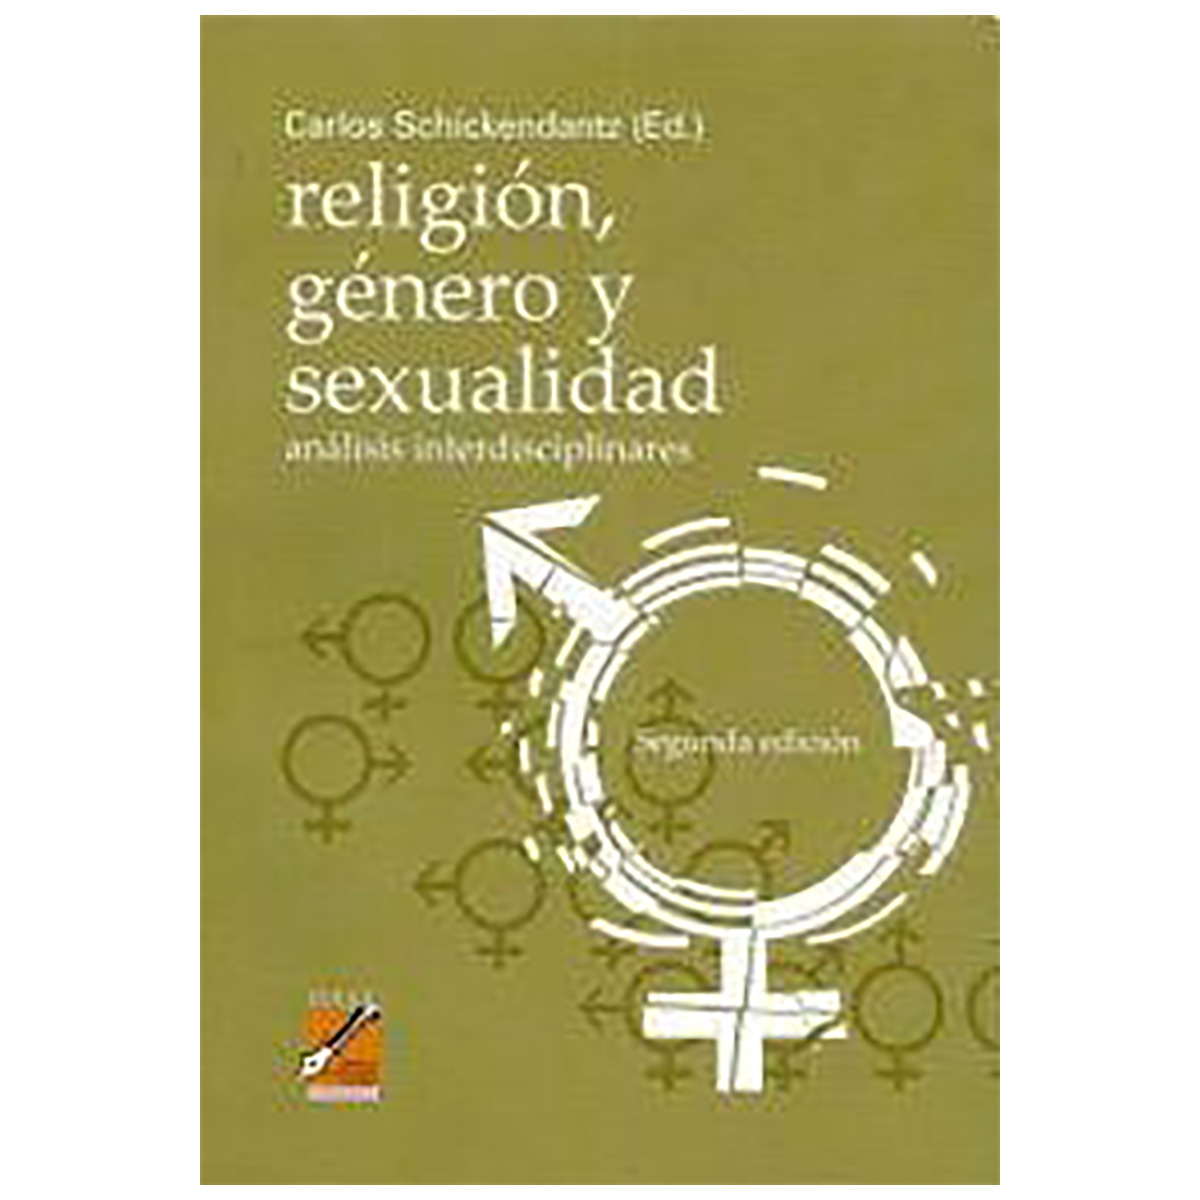 Carlos Schickendantz (Ed.)
religión,
género y
sexualidad
análisis interdisciplinares
Segunda edición